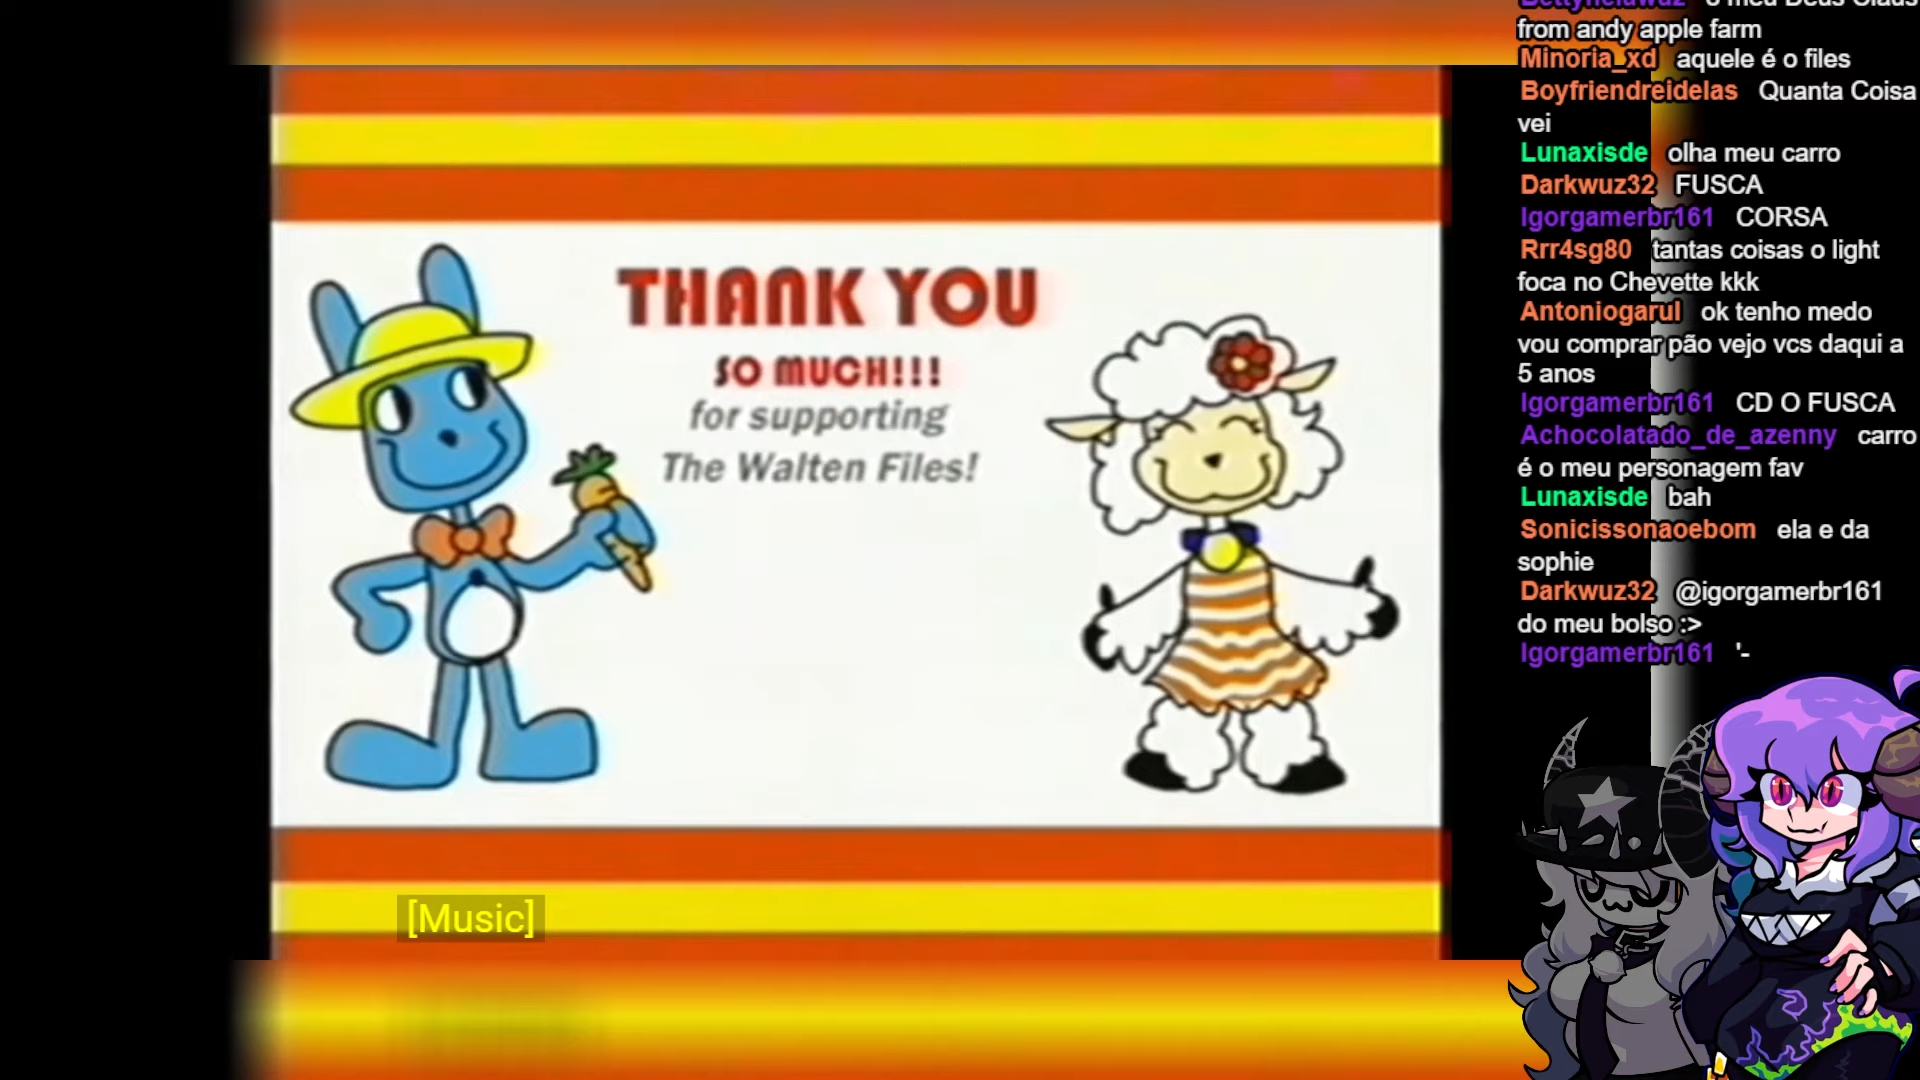 THANK YOU
SO MUCH!!!
for supporting
The Walten Files!
[Music]
from andy apple farm
Minoria_xd aquele é o files
Boyfriendreidelas Quanta Coisa
vei
Lunaxisde olha meu carro
Darkwuz32 FUSCA
Igorgamerbr161 CORSA
Rrr4sg80 tantas coisas o light
foca no Chevette kkk
Antoniogarul ok tenho medo
vou comprar pão vejo vcs daqui a
5 anos
Igorgamerbr161 CD O FUSCA
Achocolatado_de_azenny carro
é o meu personagem fav
Lunaxisde bah
Sonicissonaoebom ela e da
sophie
Darkwuz32 @igorgamerbr161
do meu bolso :>
Igorgamerbr161 '-